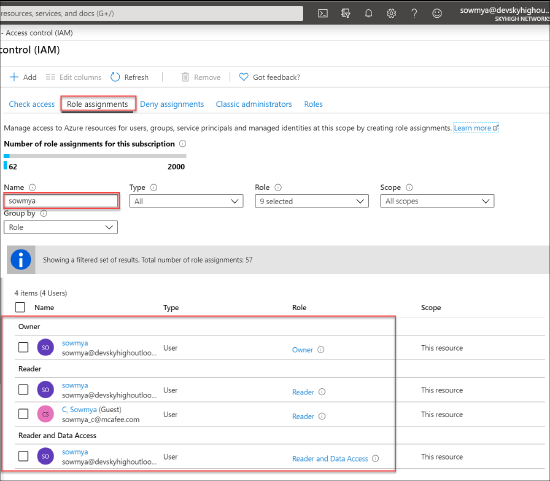 resources, services, and docs (G+/)
sowmya@devskyhighou...
SKYHIGH NETWORKS
- Access control (IAM)
control (IAM)
Add
Edit columns
Refresh
Remove
Got feedback?
Check access
Role assignments
Deny assignments
Classic administrators
Roles
Manage access to Azure resources for users, groups, service principals and managed identities at this scope by creating role assignments. Learn more
Number of role assignments for this subscription
62
2000
Name
Type
Role
Scope
sowmya
All
9 selected
All scopes
Group by
Role
Showing a filtered set of results. Total number of role assignments: 57
4 items (4 Users)
Name
Type
Role
Scope
Owner
SO
sowmya
sowmya@devskyhighoutloo...
User
Owner
This resource
Reader
SO
sowmya
sowmya@devskyhighoutloo...
User
Reader
This resource
CS
C, Sowmya (Guest)
sowmya_c@mcafee.com
User
Reader
This resource
Reader and Data Access
SO
sowmya
sowmya@devskyhighoutloo...
User
Reader and Data Access
This resource